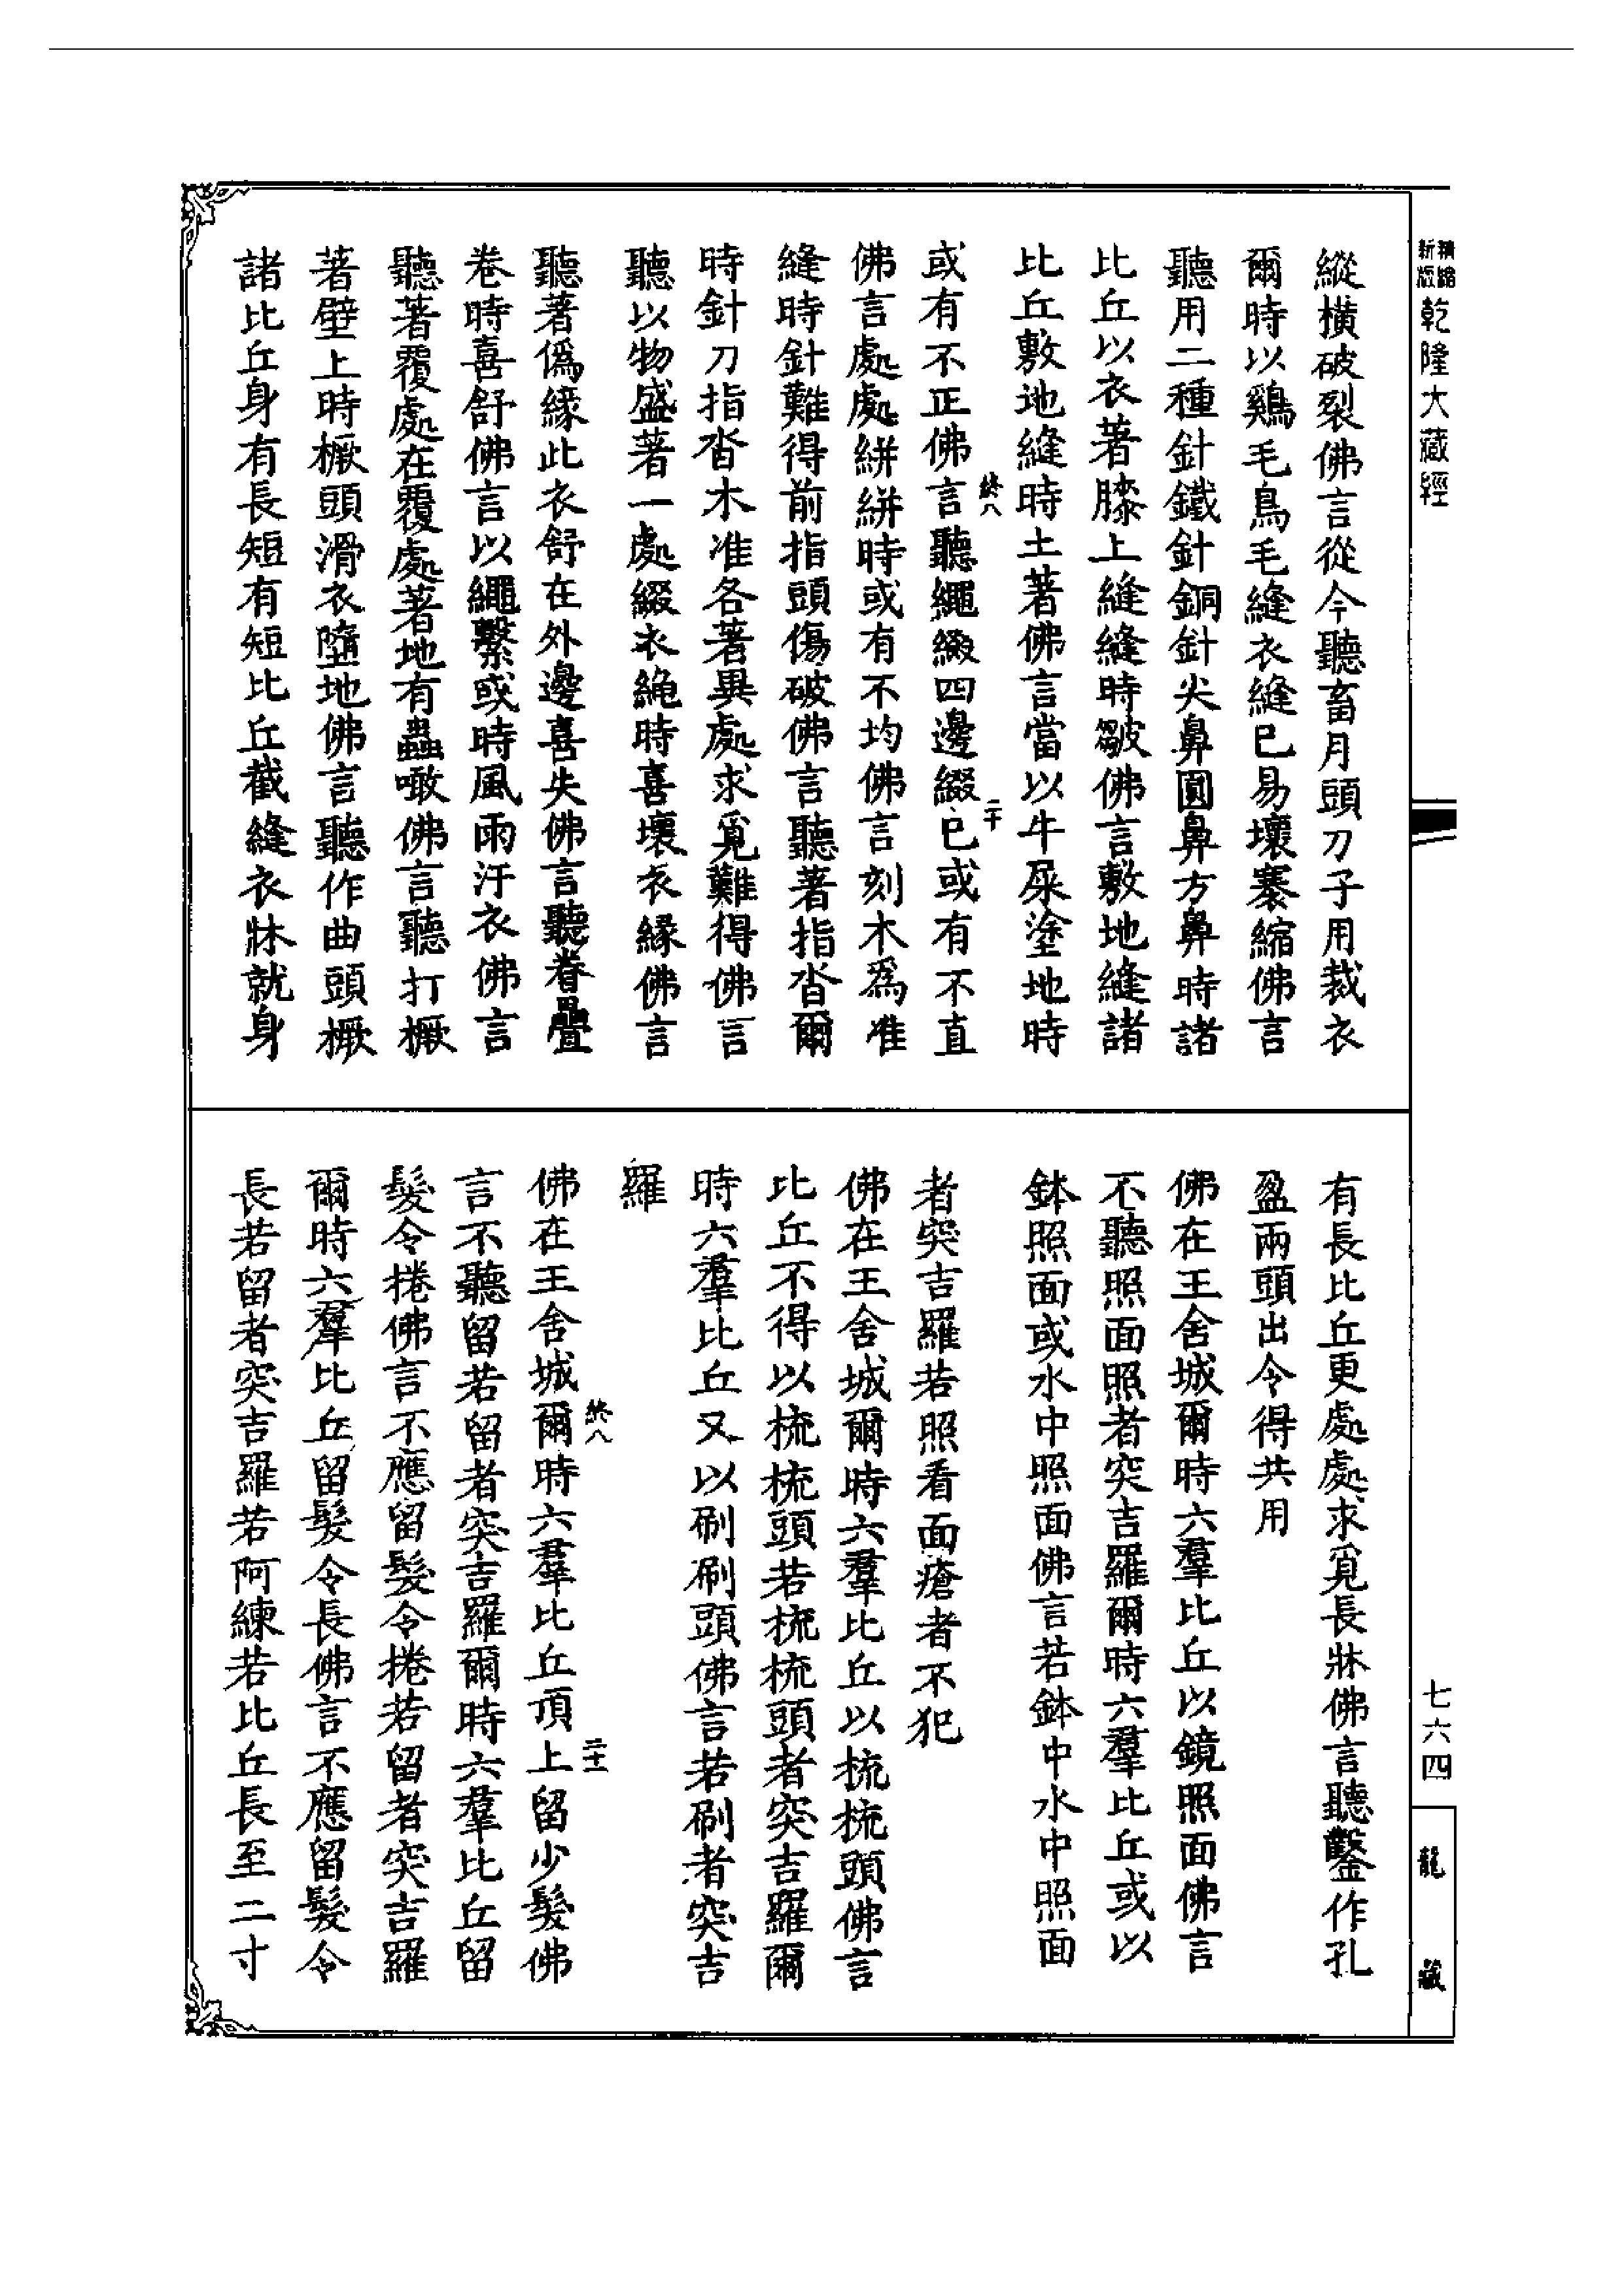 精縮新版 乾隆大藏經
縱橫破裂佛言從今聽畜月頭刀子用裁衣
爾時以鷄毛鳥毛縫衣縫已易壞褰縮佛言
聽用二種針鐵針銅針尖鼻圓鼻方鼻時諸
比丘以衣著膝上縫縫時皺佛言敷地縫諸
比丘敷地縫時土著佛言當以牛屎塗地時
或有不正佛言聽繩緻四邊綴已或有不直
終八
二十
佛言處處絣絣時或有不均佛言刻木爲准
縫時針難得前指頭傷破佛言聽著指沓爾
時針刀指沓木准各著異處求覓難得佛言
聽以物盛著一處綴衣繩時喜壞衣緣佛言
聽著僞緣此衣舒在外邊喜失佛言聽眷疊
卷時喜舒佛言以繩繫或時風雨汙衣佛言
聽著覆處在覆處著地有蟲噉佛言聽打橛
著壁上時橛頭滑衣墮地佛言聽作曲頭橛
諸比丘身有長短有短比丘截縫衣牀就身
有長比丘更處處求覓長牀佛言聽鑿作孔
盈兩頭出令得共用
佛在王舍城爾時六羣比丘以鏡照面佛言
不聽照面照者突吉羅爾時六羣比丘或以
鉢照面或水中照面佛言若鉢中水中照面
者突吉羅若照看面瘡者不犯
佛在王舍城爾時六羣比丘以梳梳頭佛言
比丘不得以梳梳頭若梳梳頭者突吉羅爾
時六羣比丘又以刷刷頭佛言若刷者突吉
羅
佛在王舍城爾時六羣比丘頂上留少髮佛
終八
二十一
言不聽留若留者突吉羅爾時六羣比丘留
髮令捲佛言不應留髮令捲若留者突吉羅
爾時六羣比丘留髮令長佛言不應留髮令
長若留者突吉羅若阿練若比丘長至二寸
七六四
龍藏